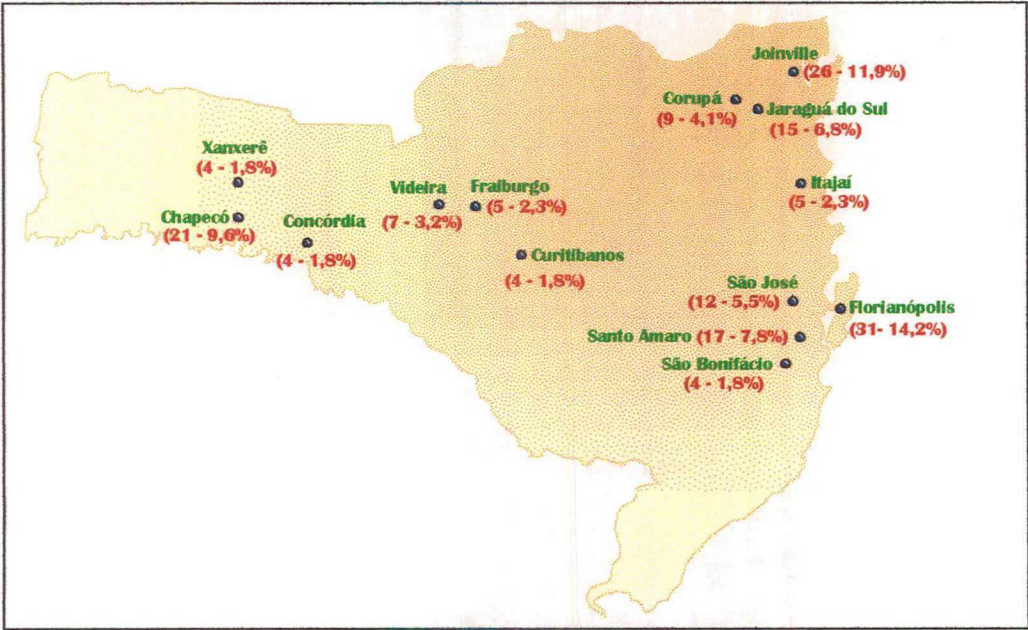 Joinville
(26 - 11,9%)
Corupá
(9 - 4,1%)
Jaraguá do Sul
(15 - 6,8%)
Xanxerê
(4 - 1,8%)
Videira
(7 - 3,2%)
Fraiburgo
(5 - 2,3%)
Itajaí
(5 - 2,3%)
Chapecó
(21 - 9,6%)
Concórdia
(4 - 1,8%)
Curitibanos
(4 - 1,8%)
São José
(12 - 5,5%)
Florianópolis
(31- 14,2%)
Santo Amaro (17 - 7,8%)
São Bonifácio
(4 - 1,8%)